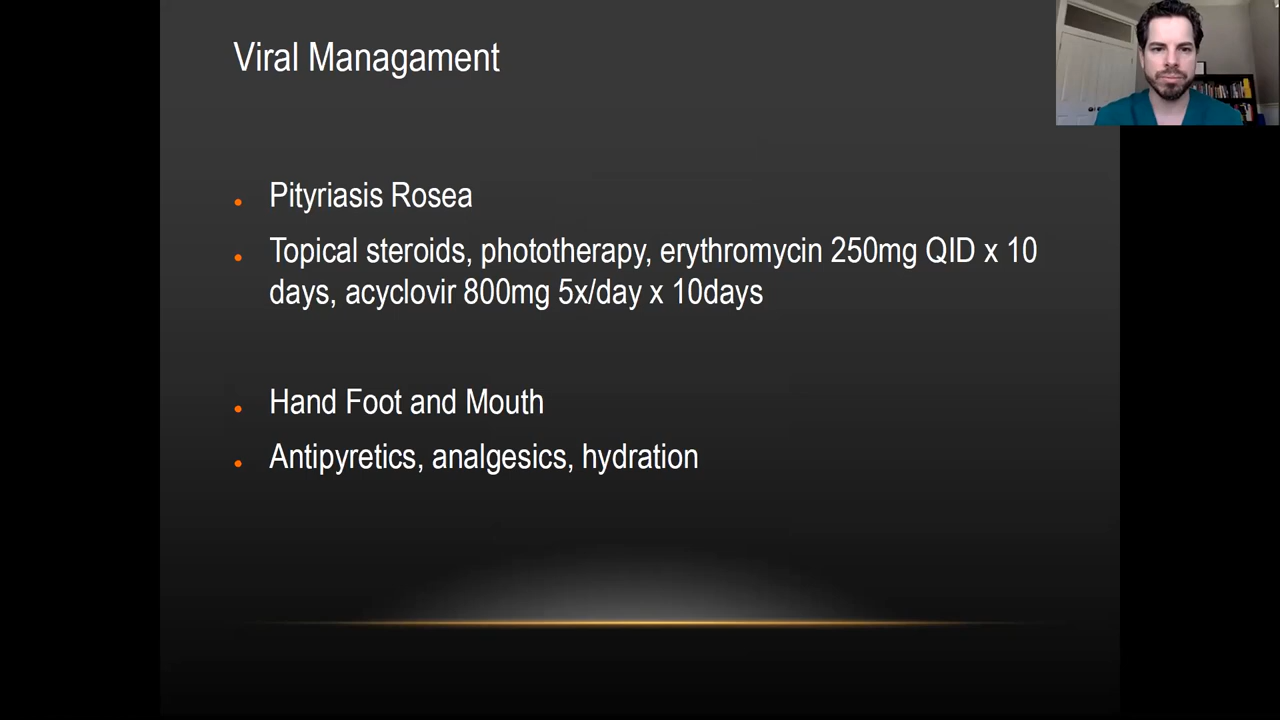 Viral Managament
Pityriasis Rosea
Topical steroids, phototherapy, erythromycin 250mg QID x 10
days, acyclovir 800mg 5x/day x 10days
Hand Foot and Mouth
Antipyretics, analgesics, hydration